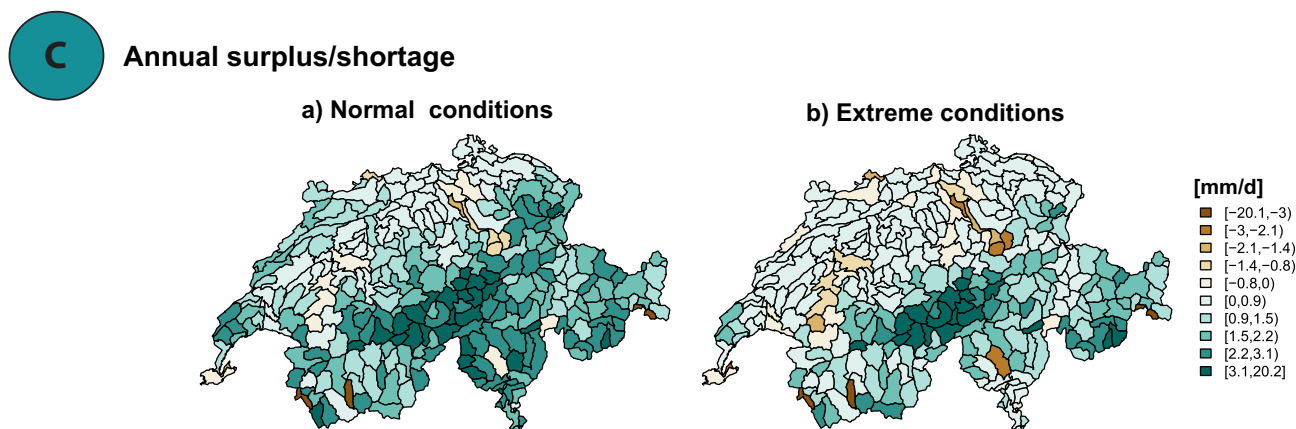 C
Annual surplus/shortage
a) Normal  conditions
b) Extreme conditions
[mm/d]
[−20.1,−3)
[−3,−2.1)
[−2.1,−1.4)
[−1.4,−0.8)
[−0.8,0)
[0,0.9)
[0.9,1.5)
[1.5,2.2)
[2.2,3.1)
[3.1,20.2]